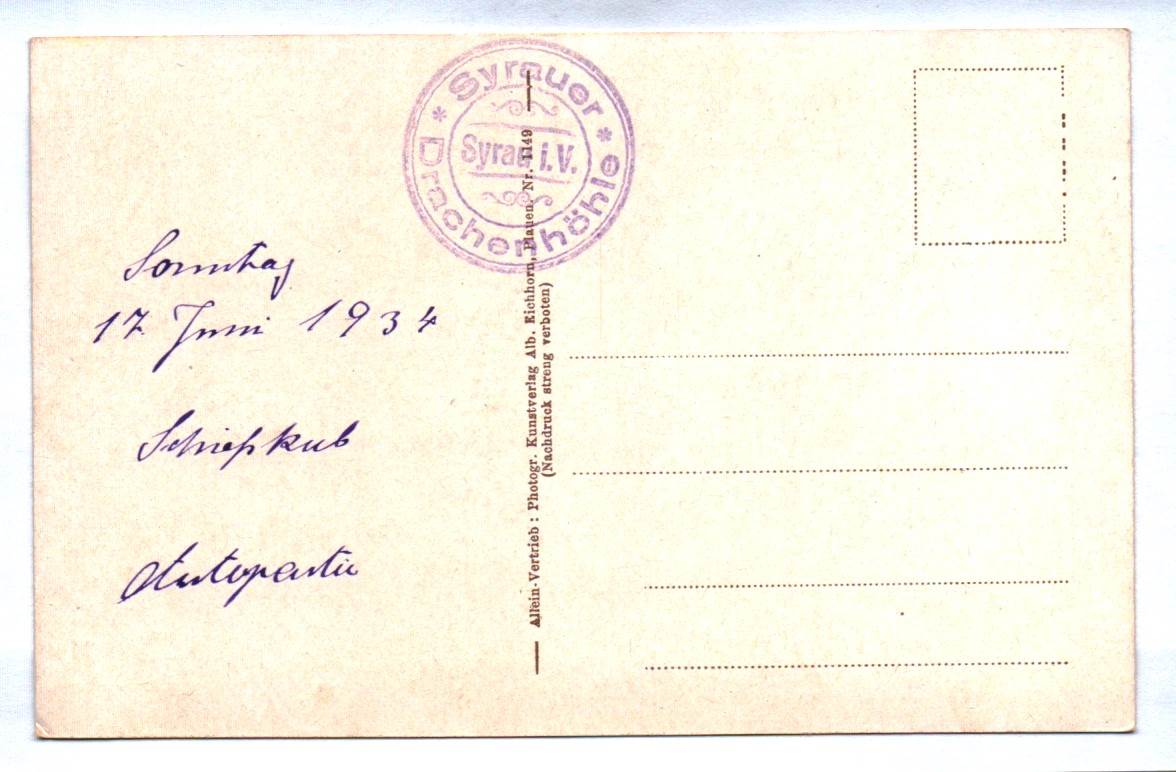 Sonntag
17. Juni 1934
Schießklub
Autopartie
* Syrauer *
Drachenhöhle
Syrau i.V.
Allein-Vertrieb: Photogr. Kunstverlag Alb. Eichhorn, Plauen, Nr. 1149
(Nachdruck streng verboten)